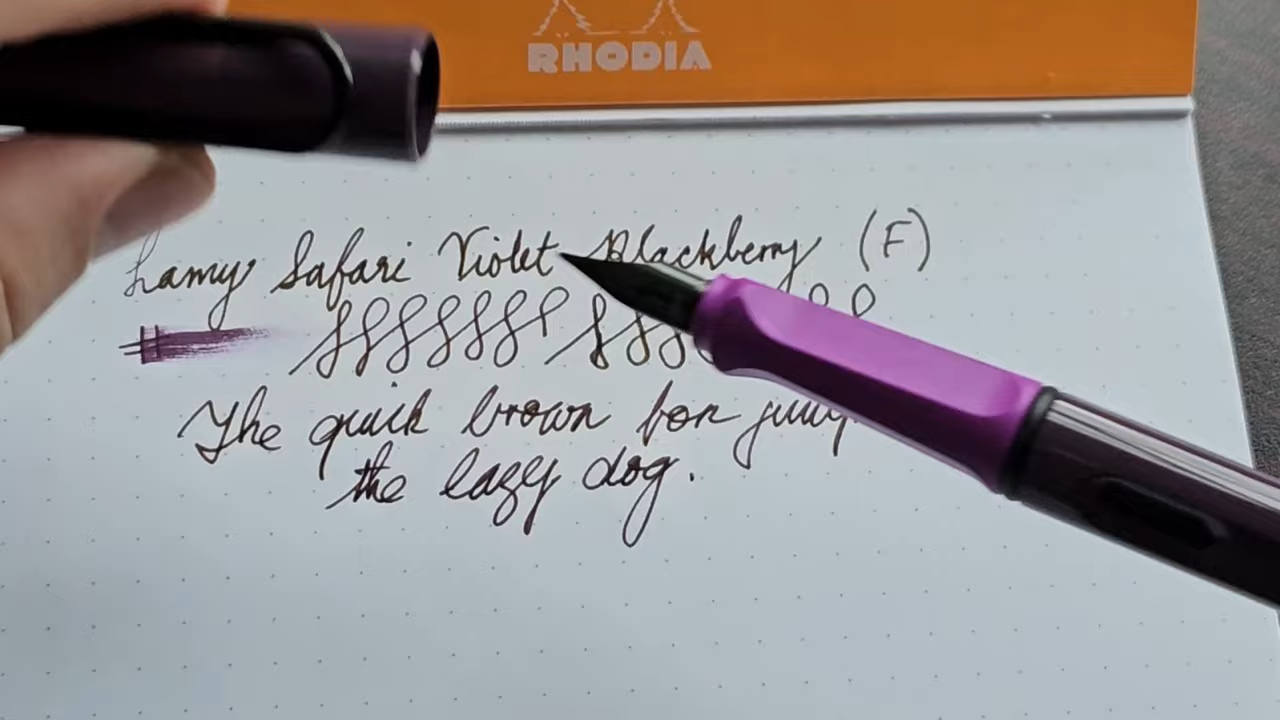 RHODIA
Lamy Safari Violet Blackberry (F)
The quick brown fox
the lazy dog.